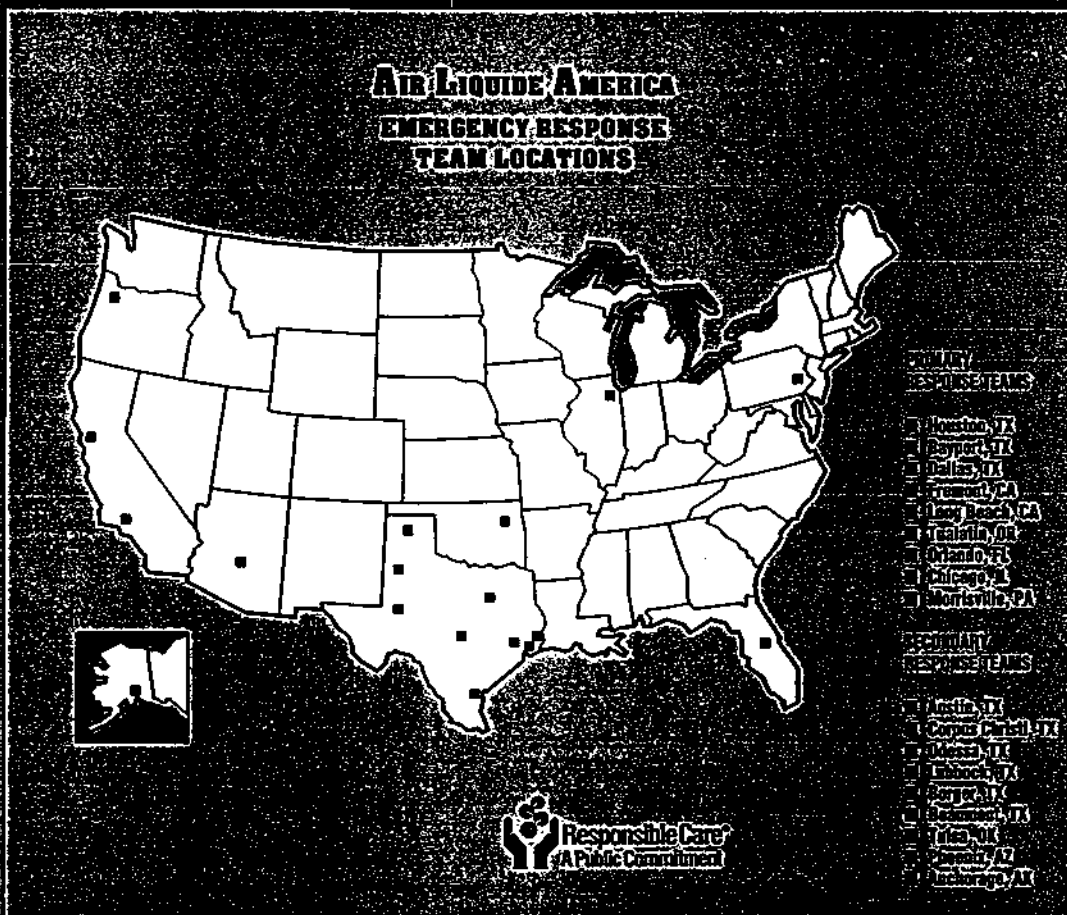 AIR LIQUIDE AMERICA
EMERGENCY RESPONSE
TEAM LOCATIONS
PRIMARY
RESPONSE TEAMS
Houston, TX
Bayport, TX
Dallas, TX
Fremont, CA
Long Beach, CA
Tualatin, OR
Orlando, FL
Chicago, IL
Morrisville, PA
SECONDARY
RESPONSE TEAMS
Austin, TX
Corpus Christi, TX
Odessa, TX
Lubbock, TX
Borger, TX
Beaumont, TX
Tulsa, OK
Phoenix, AZ
Anchorage, AK
Responsible Care®
A Public Commitment